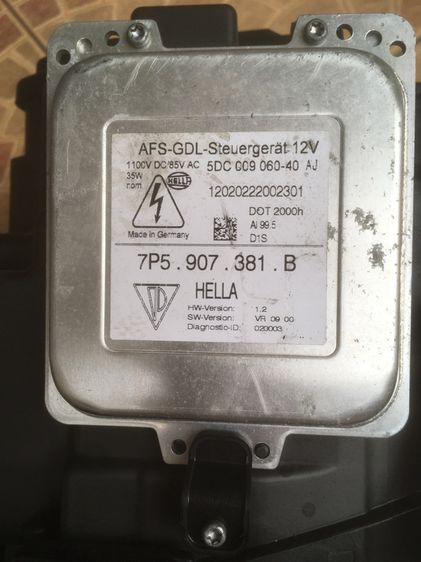 AFS-GDL-Steuergerät 12V
1100V DC/85V AC 5DC 009 060-40 AJ
35W
nom
HELLA
12020222002301
DOT 2000h
Al 99.5
D1S
Made in Germany
7P5.907.381.B
HELLA
HW-Version: 1.2
SW-Version: VR 09 00
Diagnostic-ID: 020003